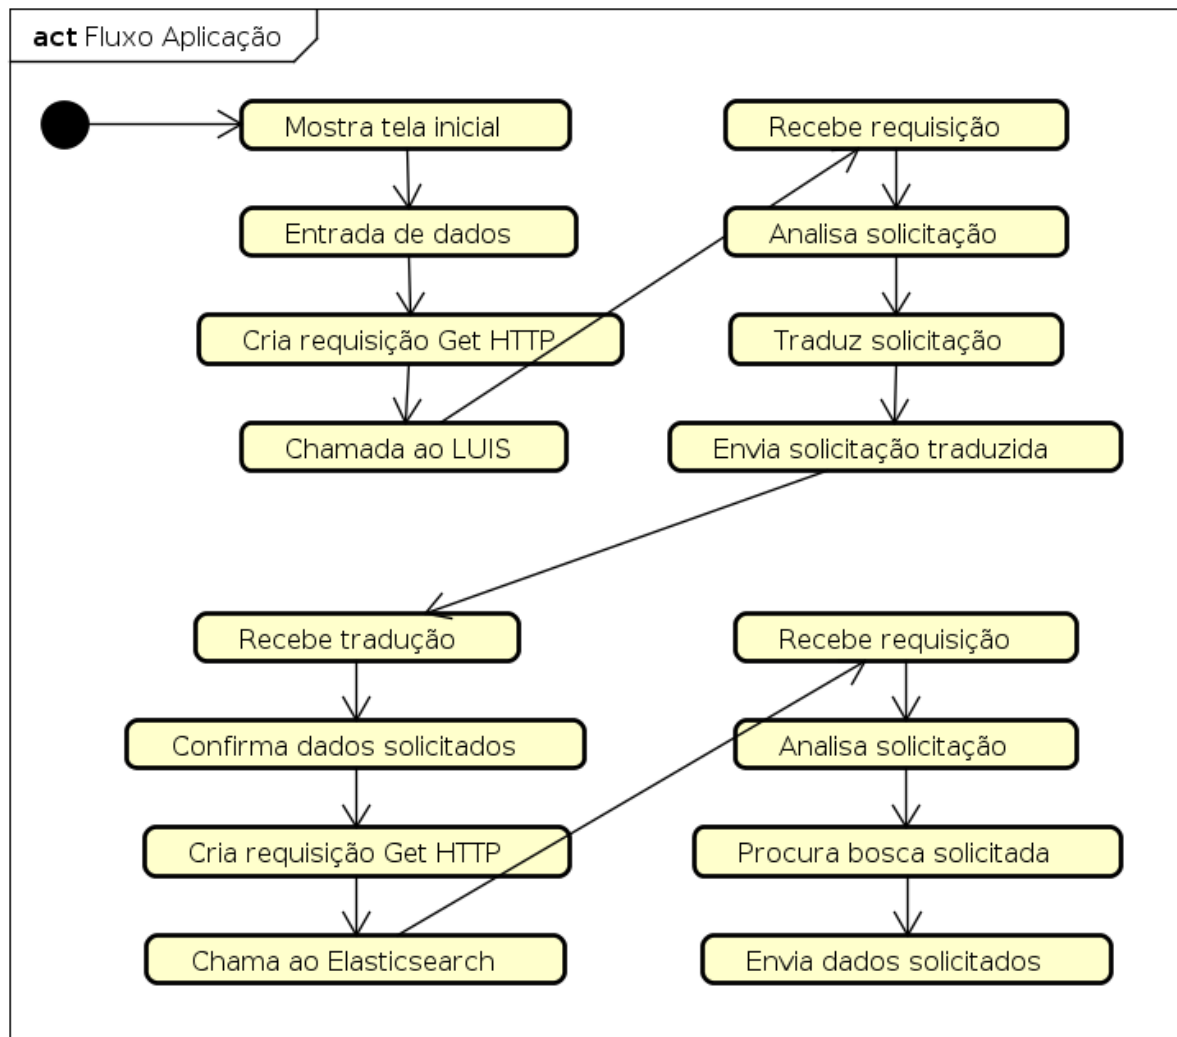 act Fluxo Aplicação
Mostra tela inicial
Entrada de dados
Cria requisição Get HTTP
Chamada ao LUIS
Recebe requisição
Analisa solicitação
Traduz solicitação
Envia solicitação traduzida
Recebe tradução
Confirma dados solicitados
Cria requisição Get HTTP
Chama ao Elasticsearch
Recebe requisição
Analisa solicitação
Procura bosca solicitada
Envia dados solicitados